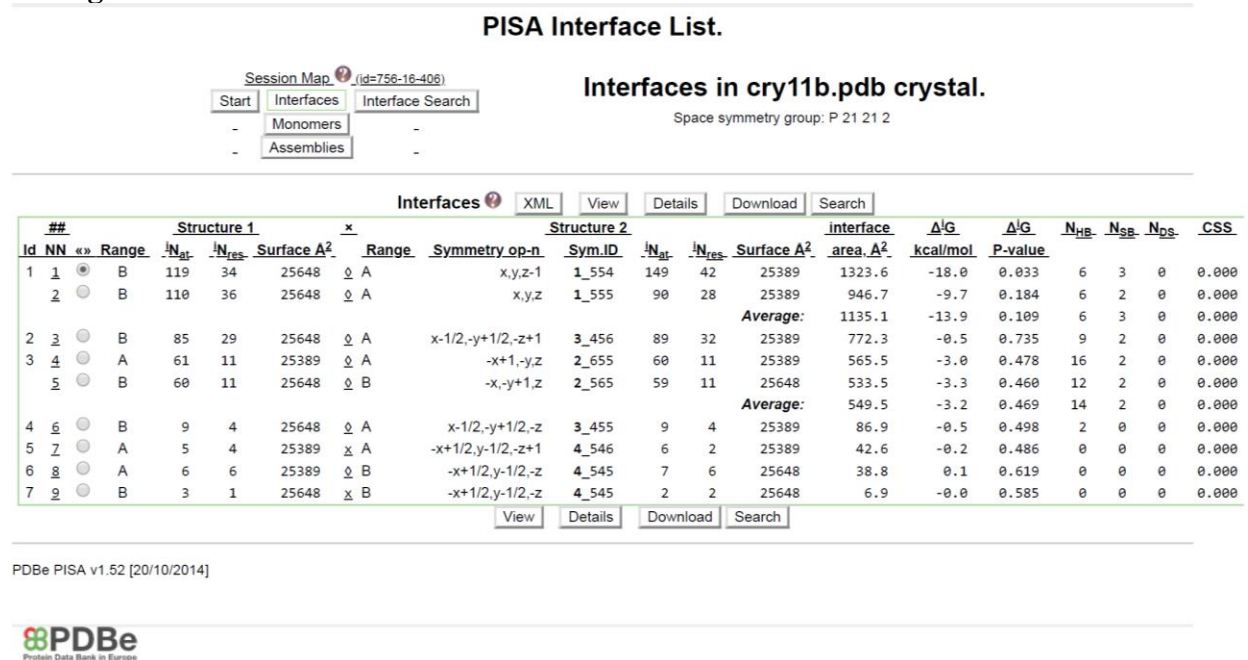 PISA Interface List.
Session Map (id=756-16-406)
Start Interfaces Interface Search
- Monomers -
- Assemblies -
Interfaces in cry11b.pdb crystal.
Space symmetry group: P 21 21 2
Interfaces XML View Details Download Search
## Structure 1 × Structure 2 interface ΔⁱG ΔⁱG N_HB N_SB N_DS CSS
Id NN «» Range ⁱN_at ⁱN_res Surface Å² Range Symmetry op-n Sym.ID ⁱN_at ⁱN_res Surface Å² area, Å² kcal/mol P-value
1 1 B 119 34 25648 ◊ A x,y,z-1 1_554 149 42 25389 1323.6 -18.0 0.033 6 3 0 0.000
2 B 110 36 25648 ◊ A x,y,z 1_555 90 28 25389 946.7 -9.7 0.184 6 2 0 0.000
Average: 1135.1 -13.9 0.109 6 3 0 0.000
2 3 B 85 29 25648 ◊ A x-1/2,-y+1/2,-z+1 3_456 89 32 25389 772.3 -0.5 0.735 9 2 0 0.000
3 4 A 61 11 25389 ◊ A -x+1,-y,z 2_655 60 11 25389 565.5 -3.0 0.478 16 2 0 0.000
5 B 60 11 25648 ◊ B -x,-y+1,z 2_565 59 11 25648 533.5 -3.3 0.460 12 2 0 0.000
Average: 549.5 -3.2 0.469 14 2 0 0.000
4 6 B 9 4 25648 ◊ A x-1/2,-y+1/2,-z 3_455 9 4 25389 86.9 -0.5 0.498 2 0 0 0.000
5 7 A 5 4 25389 x A -x+1/2,y-1/2,-z+1 4_546 6 2 25389 42.6 -0.2 0.486 0 0 0 0.000
6 8 A 6 6 25389 ◊ B -x+1/2,y-1/2,-z 4_545 7 6 25648 38.8 0.1 0.619 0 0 0 0.000
7 9 B 3 1 25648 x B -x+1/2,y-1/2,-z 4_545 2 2 25648 6.9 -0.0 0.585 0 0 0 0.000
View Details Download Search
PDBe PISA v1.52 [20/10/2014]
PDBe
Protein Data Bank in Europe